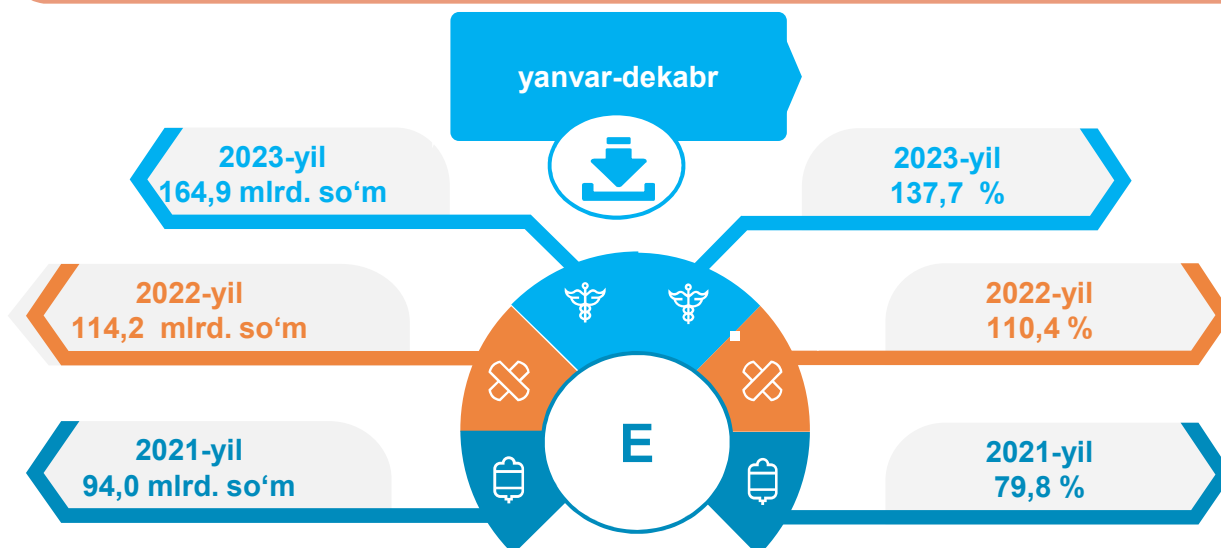 yanvar-dekabr
2023-yil
164,9 mlrd. so‘m
2023-yil
137,7 %
2022-yil
114,2 mlrd. so‘m
2022-yil
110,4 %
E
2021-yil
94,0 mlrd. so‘m
2021-yil
79,8 %